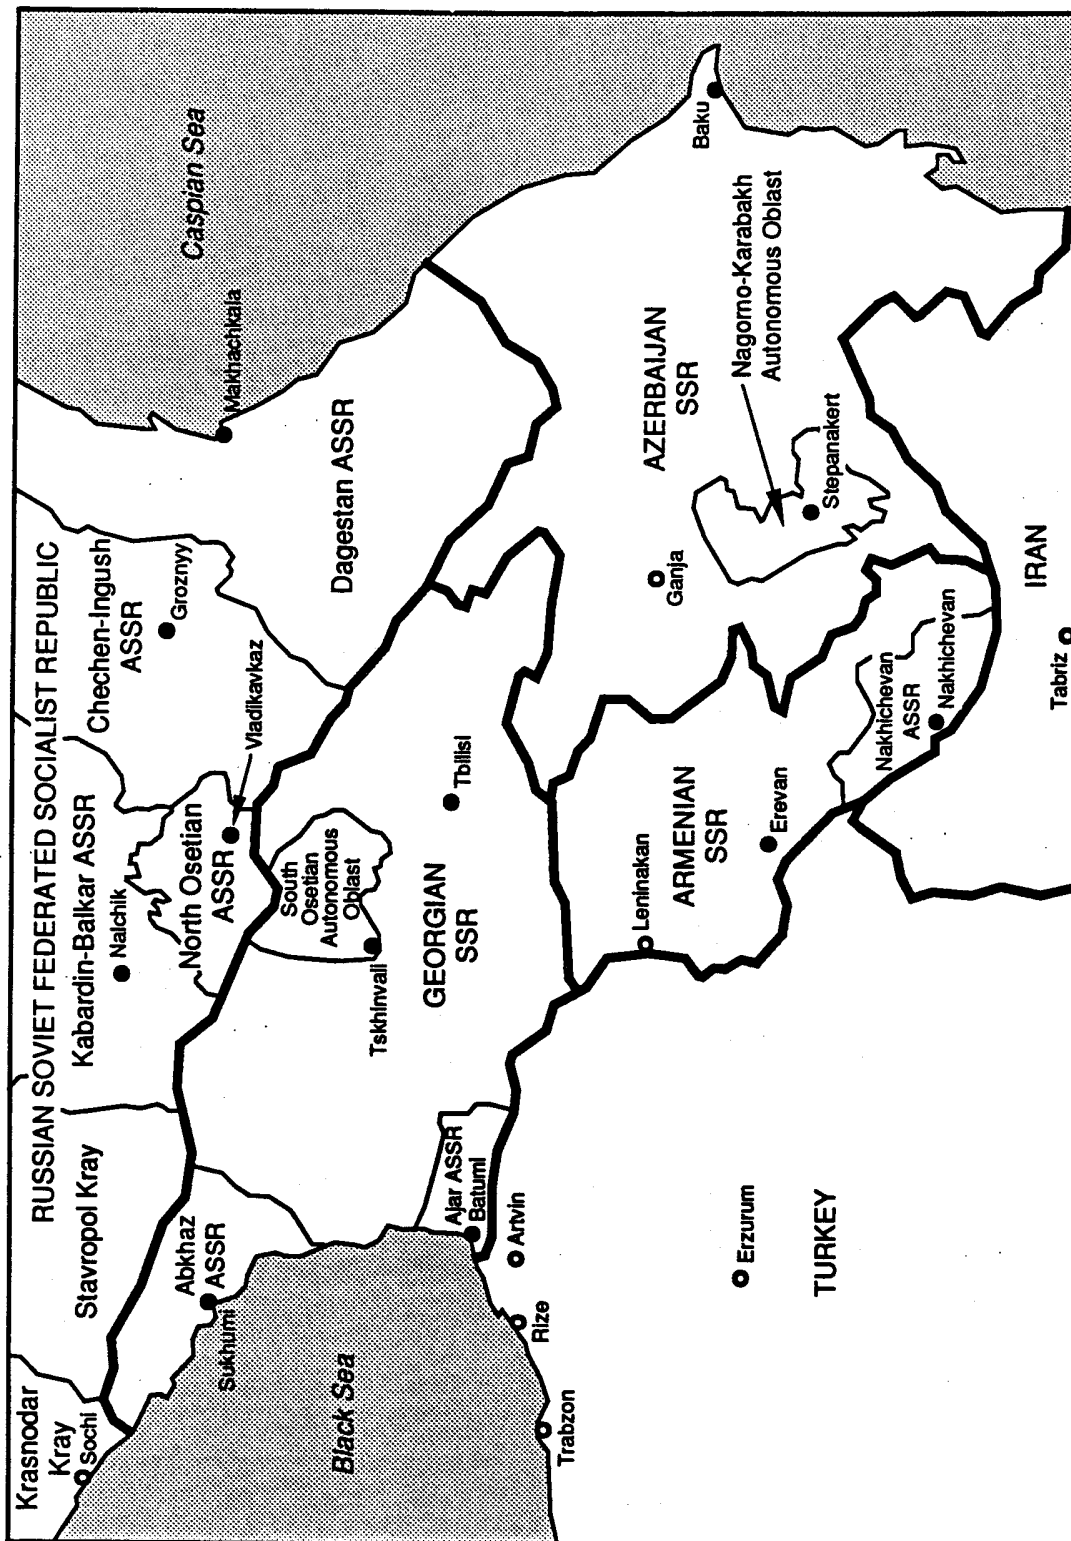 RUSSIAN SOVIET FEDERATED SOCIALIST REPUBLIC
Krasnodar
Kray
Sochi
Stavropol Kray
Kabardin-Balkar ASSR
Nalchik
North Osetian
ASSR
Vladikavkaz
Chechen-Ingush
ASSR
Groznyy
Makhachkala
Caspian Sea
Dagestan ASSR
Abkhaz
ASSR
Sukhumi
Black Sea
South
Osetian
Autonomous
Oblast
Tskhinvali
GEORGIAN
SSR
Tbilisi
Ajar ASSR
Batumi
Artvin
Rize
Trabzon
Erzurum
TURKEY
Leninakan
ARMENIAN
SSR
Erevan
Ganja
AZERBAIJAN
SSR
Baku
Nagorno-Karabakh
Autonomous Oblast
Stepanakert
Nakhichevan
ASSR
Nakhichevan
IRAN
Tabriz